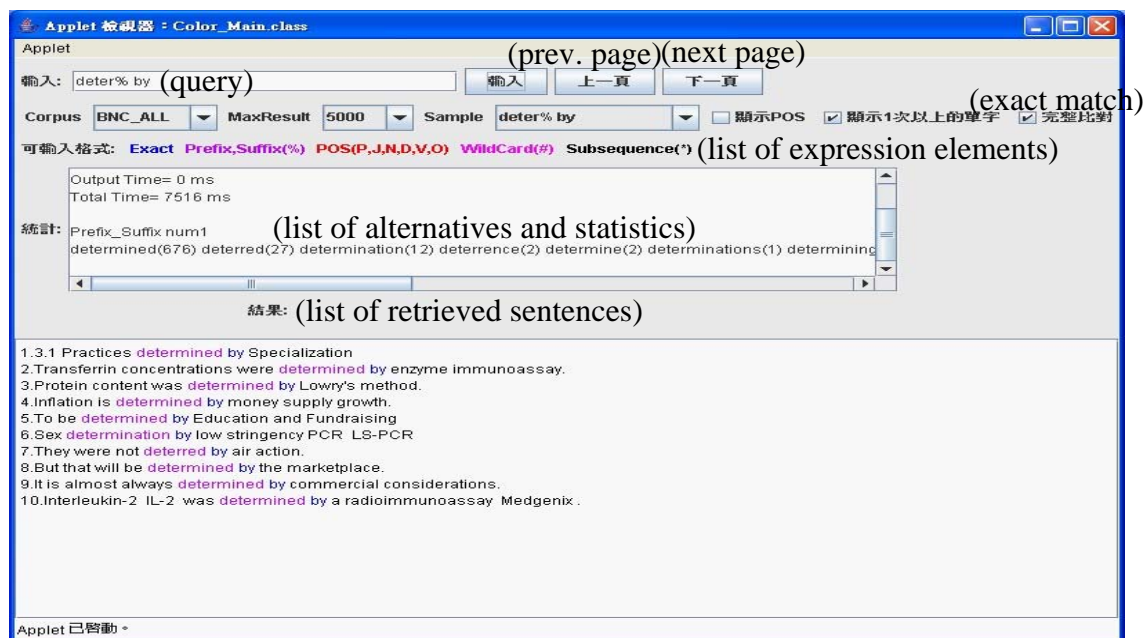 Applet 檢視器：Color_Main.class
Applet
(prev. page)(next page)
輸入: deter% by (query) 輸入 上一頁 下一頁
(exact match)
Corpus BNC_ALL MaxResult 5000 Sample deter% by 顯示POS 顯示1次以上的單字 完整比對
可輸入格式: Exact Prefix,Suffix(%) POS(P,J,N,D,V,O) WildCard(#) Subsequence(*) (list of expression elements)
Output Time= 0 ms
Total Time= 7516 ms
統計: Prefix_Suffix num1 (list of alternatives and statistics)
determined(676) deterred(27) determination(12) deterrence(2) determine(2) determinations(1) determining
結果: (list of retrieved sentences)
1.3.1 Practices determined by Specialization
2.Transferrin concentrations were determined by enzyme immunoassay.
3.Protein content was determined by Lowry's method.
4.Inflation is determined by money supply growth.
5.To be determined by Education and Fundraising
6.Sex determination by low stringency PCR LS-PCR
7.They were not deterred by air action.
8.But that will be determined by the marketplace.
9.It is almost always determined by commercial considerations.
10.Interleukin-2 IL-2 was determined by a radioimmunoassay Medgenix .
Applet 已啓動。